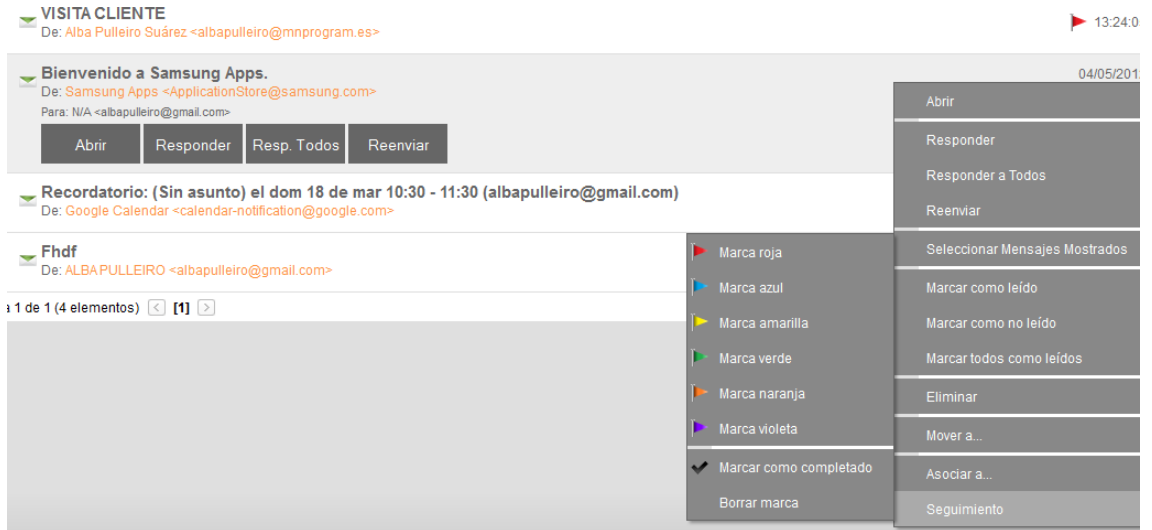 VISITA CLIENTE
De: Alba Pulleiro Suárez <albapulleiro@mnprogram.es>
13:24:0
Bienvenido a Samsung Apps.
04/05/201
De: Samsung Apps <ApplicationStore@samsung.com>
Para: N/A <albapulleiro@gmail.com>
Abrir
Responder
Resp. Todos
Reenviar
Recordatorio: (Sin asunto) el dom 18 de mar 10:30 - 11:30 (albapulleiro@gmail.com)
De: Google Calendar <calendar-notification@google.com>
Fhdf
De: ALBA PULLEIRO <albapulleiro@gmail.com>
a 1 de 1 (4 elementos) < [1] >
Marca roja
Marca azul
Marca amarilla
Marca verde
Marca naranja
Marca violeta
Marcar como completado
Borrar marca
Abrir
Responder
Responder a Todos
Reenviar
Seleccionar Mensajes Mostrados
Marcar como leído
Marcar como no leído
Marcar todos como leídos
Eliminar
Mover a...
Asociar a...
Seguimiento